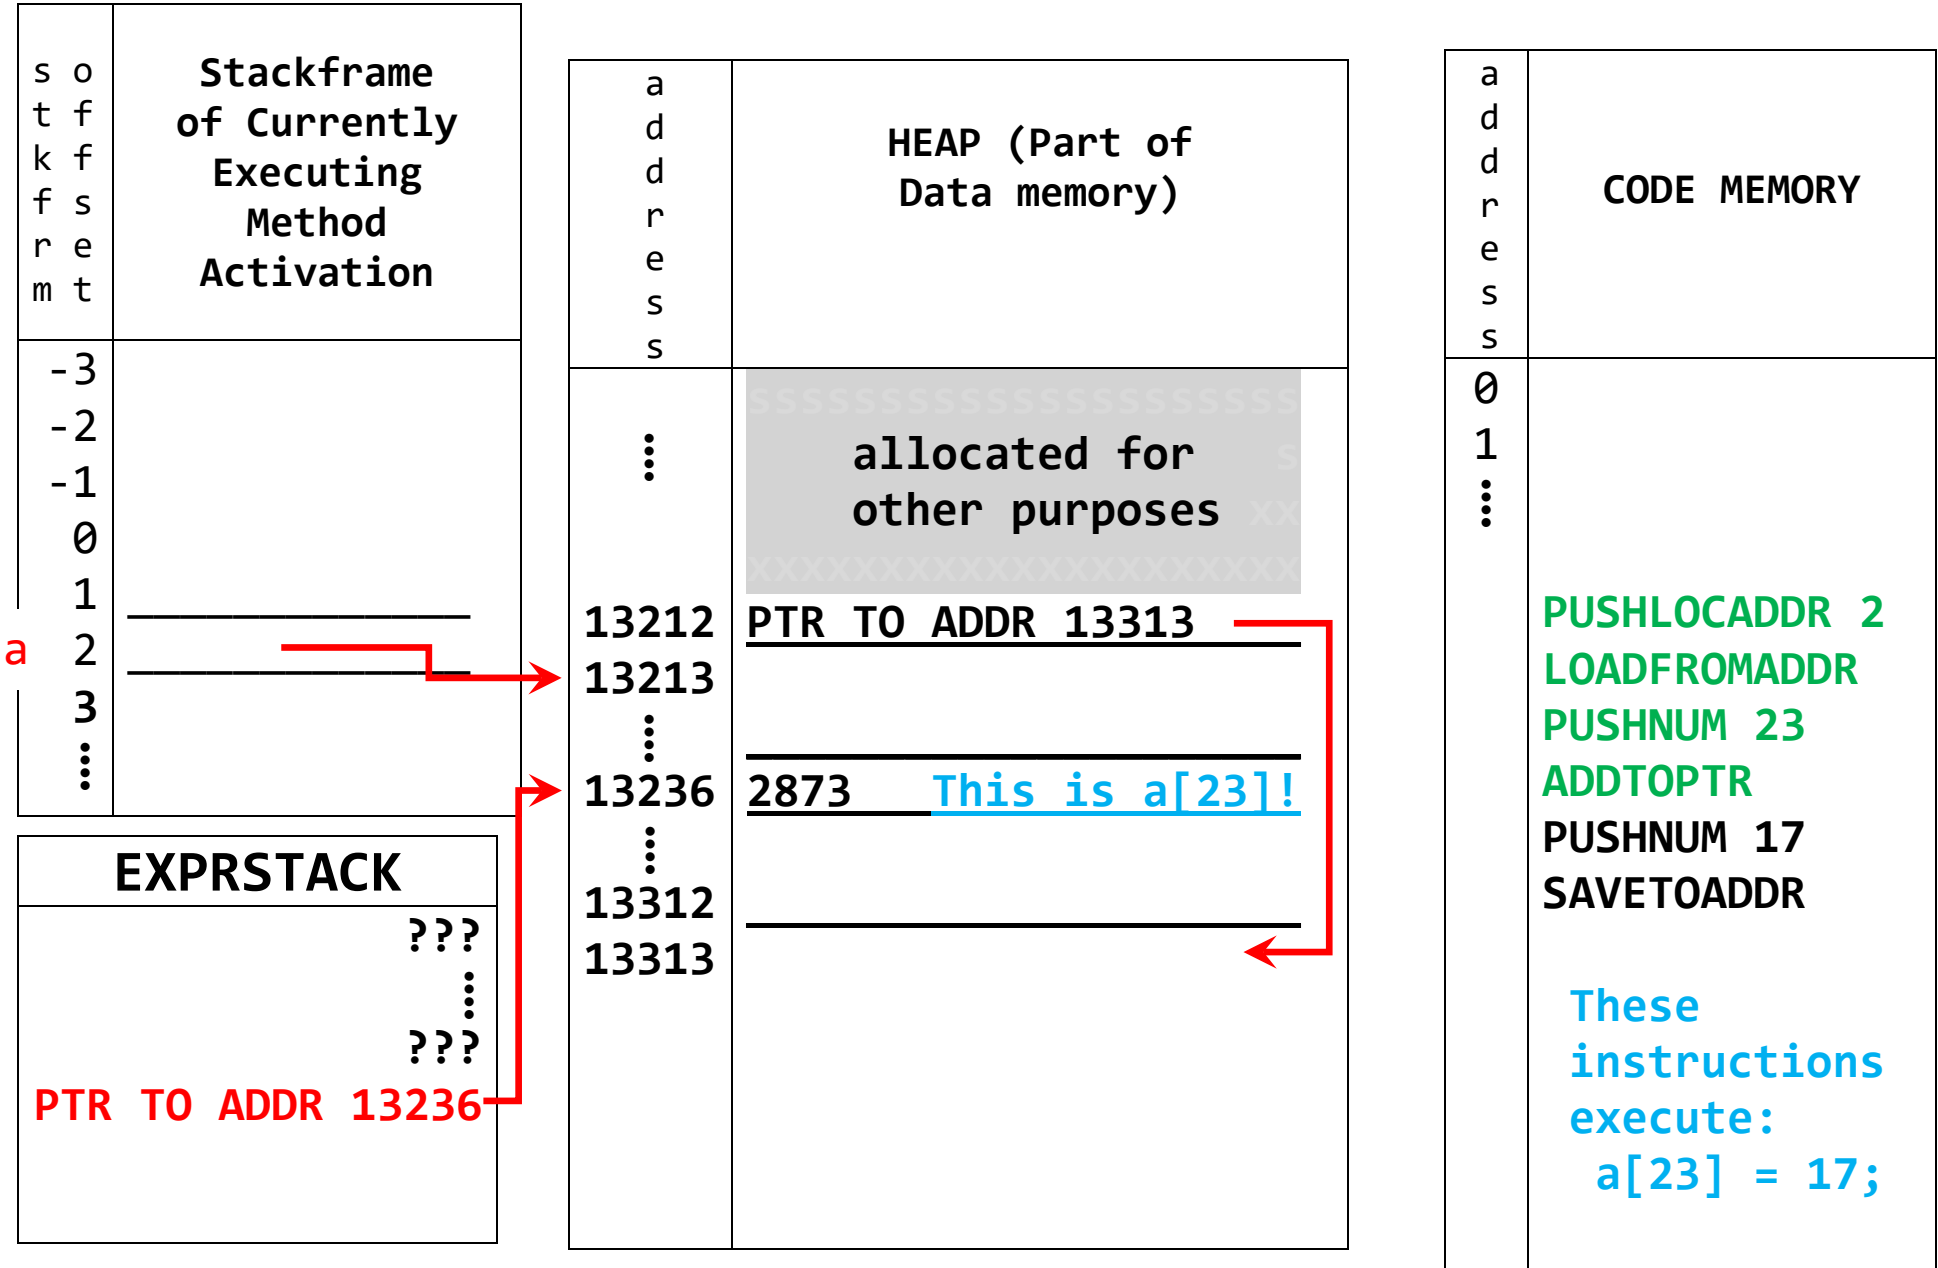 s o
t f
k f
f s
r e
m t
Stackframe
of Currently
Executing
Method
Activation
-3
-2
-1
0
1
a 2
3
EXPRSTACK
???
???
PTR TO ADDR 13236
a
d
d
r
e
s
s
HEAP (Part of
Data memory)
sssssssssssssssssssss
allocated for s
other purposes xx
xxxxxxxxxxxxxxxxxxxxx
13212 PTR TO ADDR 13313
13213
13236 2873 This is a[23]!
13312
13313
a
d
d
r
e
s
s
CODE MEMORY
0
1
PUSHLOCADDR 2
LOADFROMADDR
PUSHNUM 23
ADDTOPTR
PUSHNUM 17
SAVETOADDR
These
instructions
execute:
a[23] = 17;